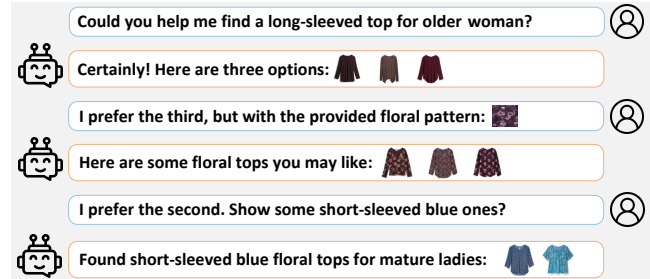 Could you help me find a long-sleeved top for older woman?
Certainly! Here are three options:
I prefer the third, but with the provided floral pattern:
Here are some floral tops you may like:
I prefer the second. Show some short-sleeved blue ones?
Found short-sleeved blue floral tops for mature ladies: